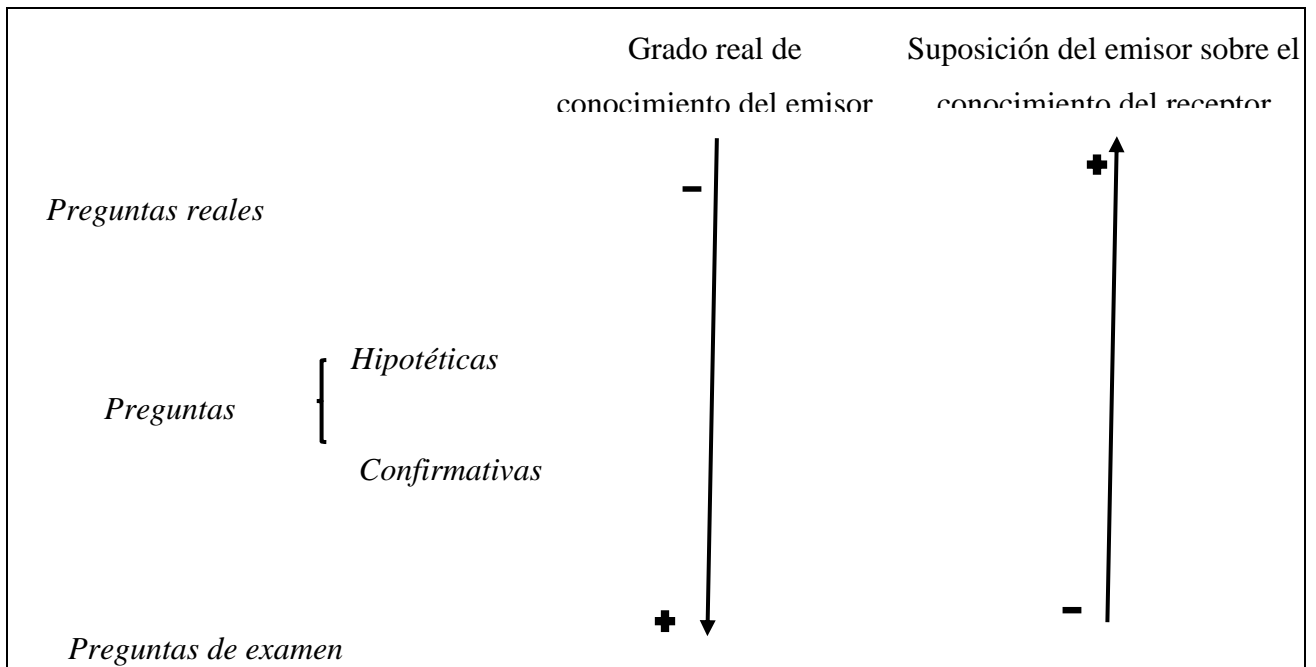 Grado real de
Suposición del emisor sobre el
conocimiento del emisor
conocimiento del receptor
+
-
Preguntas reales
Hipotéticas
Preguntas
Confirmativas
+
-
Preguntas de examen